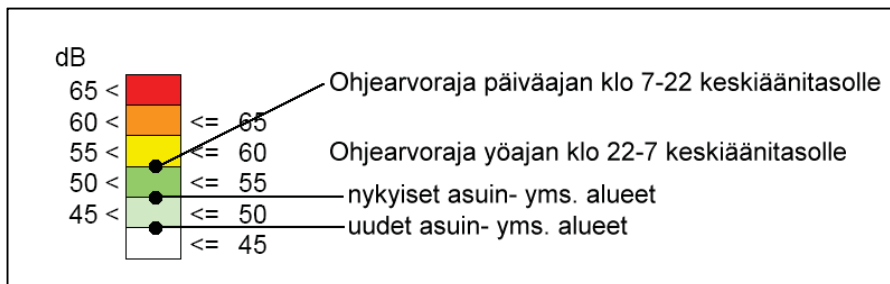 dB
65 <
60 < <= 65
55 < <= 60
50 < <= 55
45 < <= 50
<= 45
Ohjearvoraja päiväajan klo 7-22 keskiäänitasolle
Ohjearvoraja yöajan klo 22-7 keskiäänitasolle
nykyiset asuin- yms. alueet
uudet asuin- yms. alueet